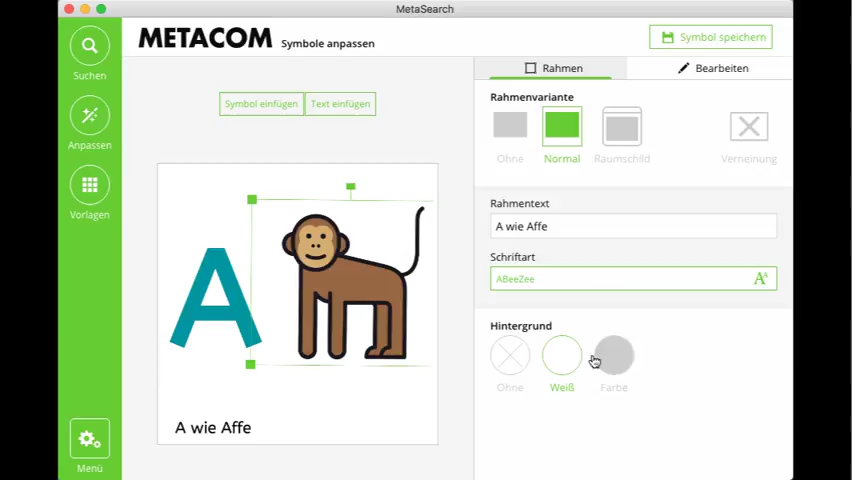 MetaSearch
METACOM Symbole anpassen
Symbol speichern
Suchen
Anpassen
Vorlagen
Menü
Symbol einfügen
Text einfügen
A
A wie Affe
Rahmen
Bearbeiten
Rahmenvariante
Ohne
Normal
Raumschild
Verneinung
Rahmentext
A wie Affe
Schriftart
ABeeZee
Hintergrund
Ohne
Weiß
Farbe